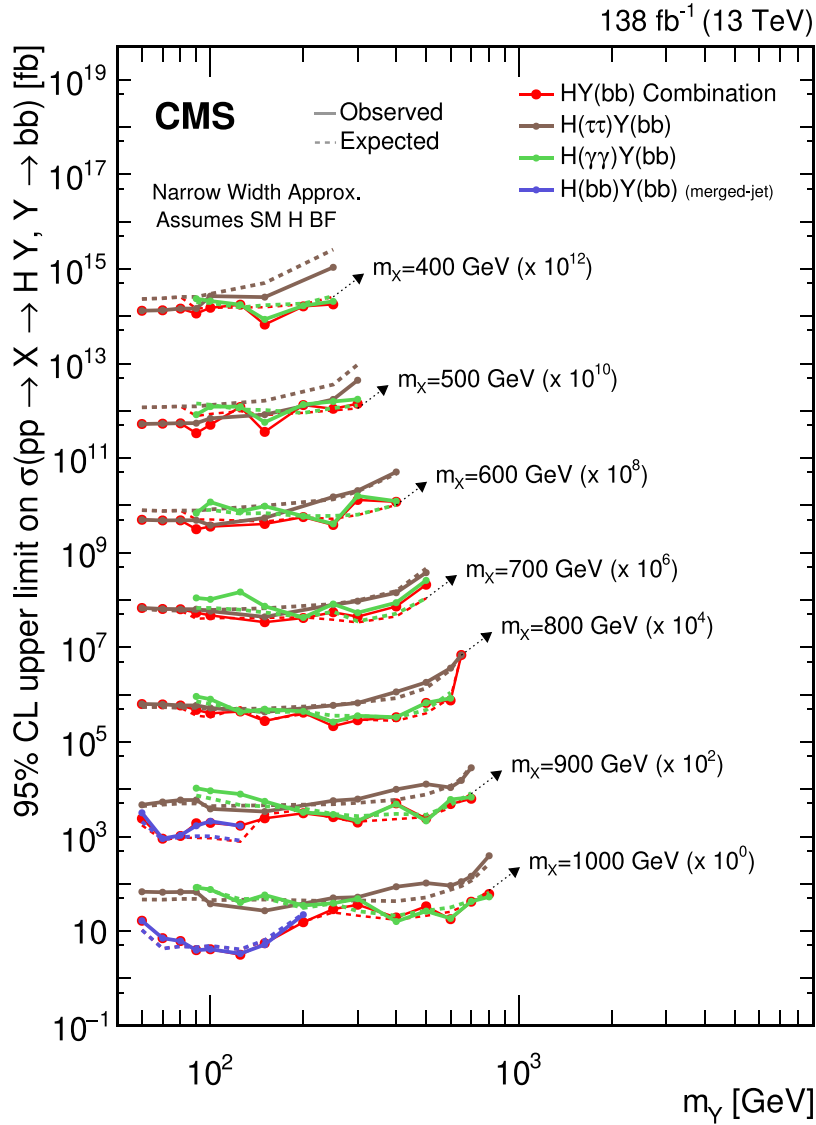 138 fb⁻¹ (13 TeV)
95% CL upper limit on σ(pp → X → H Y, Y → bb) [fb]
10¹⁹
10¹⁷
10¹⁵
10¹³
10¹¹
10⁹
10⁷
10⁵
10³
10
10⁻¹
CMS
Observed
Expected
HY(bb) Combination
H(ττ)Y(bb)
H(γγ)Y(bb)
H(bb)Y(bb) (merged-jet)
Narrow Width Approx.
Assumes SM H BF
m_X=400 GeV (x 10¹²)
m_X=500 GeV (x 10¹⁰)
m_X=600 GeV (x 10⁸)
m_X=700 GeV (x 10⁶)
m_X=800 GeV (x 10⁴)
m_X=900 GeV (x 10²)
m_X=1000 GeV (x 10⁰)
10²
10³
m_Y [GeV]